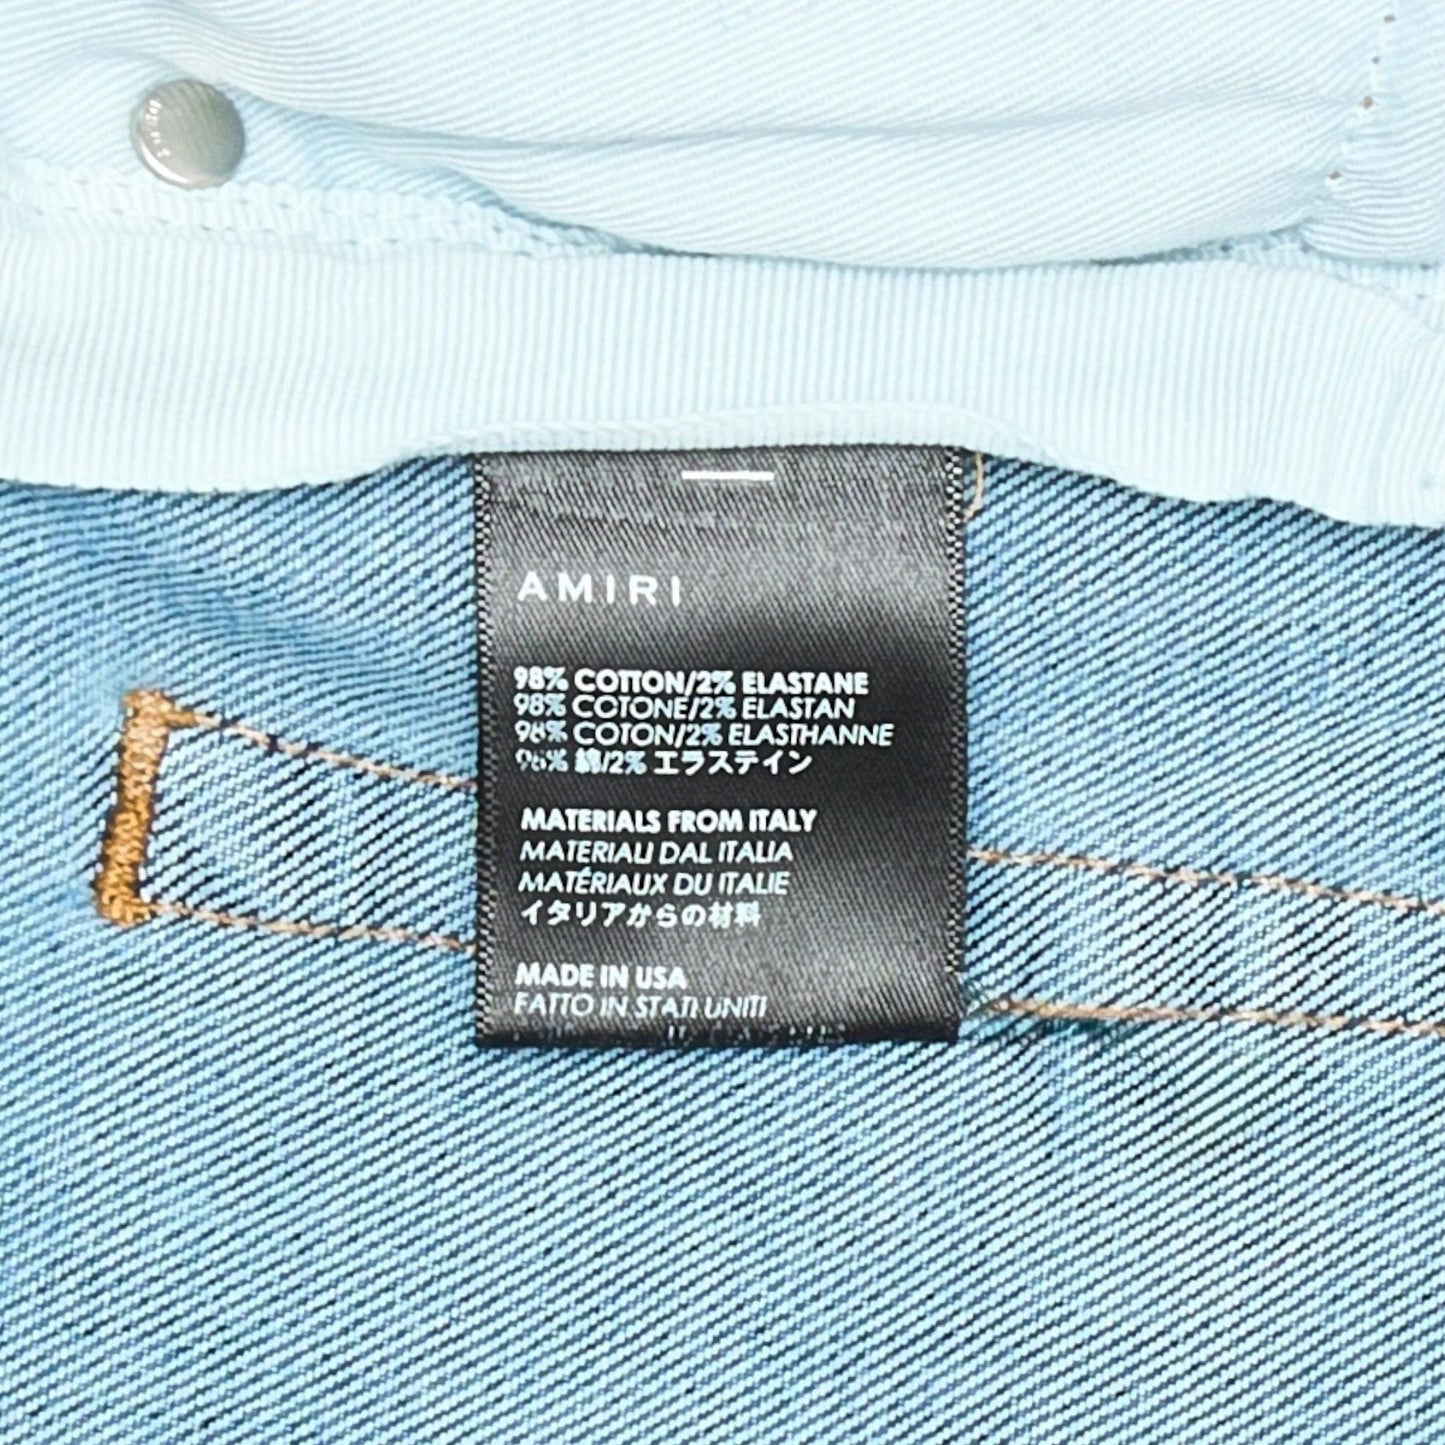 AMIRI
98% COTTON/2% ELASTANE
98% COTONE/2% ELASTAN
98% COTON/2% ELASTHANNE
98% 綿/2% エラステイン
MATERIALS FROM ITALY
MATERIALI DAL ITALIA
MATÉRIAUX DU ITALIE
イタリアからの材料
MADE IN USA
FATTO IN STATI UNITI